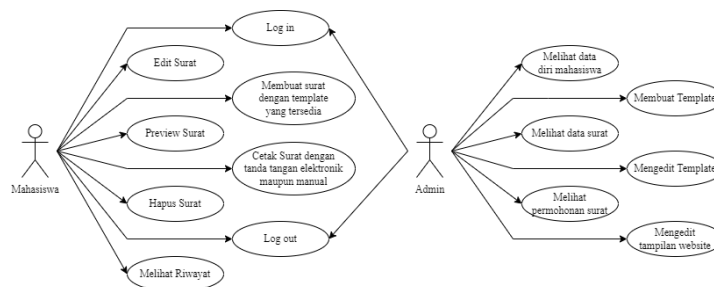 Log in
Edit Surat
Membuat surat
dengan template
yang tersedia
Preview Surat
Cetak Surat dengan
tanda tangan elektronik
maupun manual
Hapus Surat
Log out
Melihat Riwayat
Mahasiswa
Admin
Melihat data
diri mahasiswa
Membuat Template
Melihat data surat
Mengedit Template
Melihat
permohonan surat
Mengedit
tampilan website